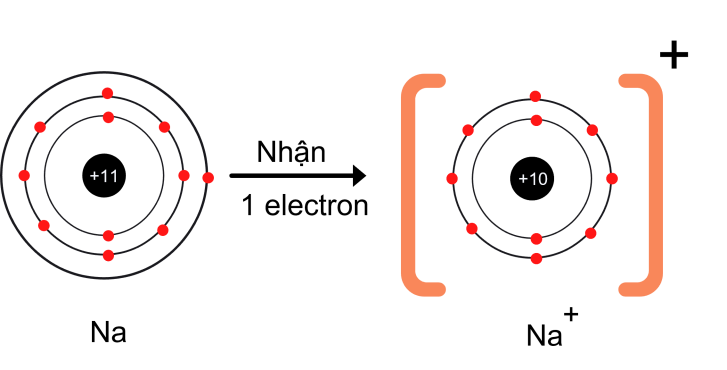 +
+11
Nhận
1 electron
+10
Na
Na⁺